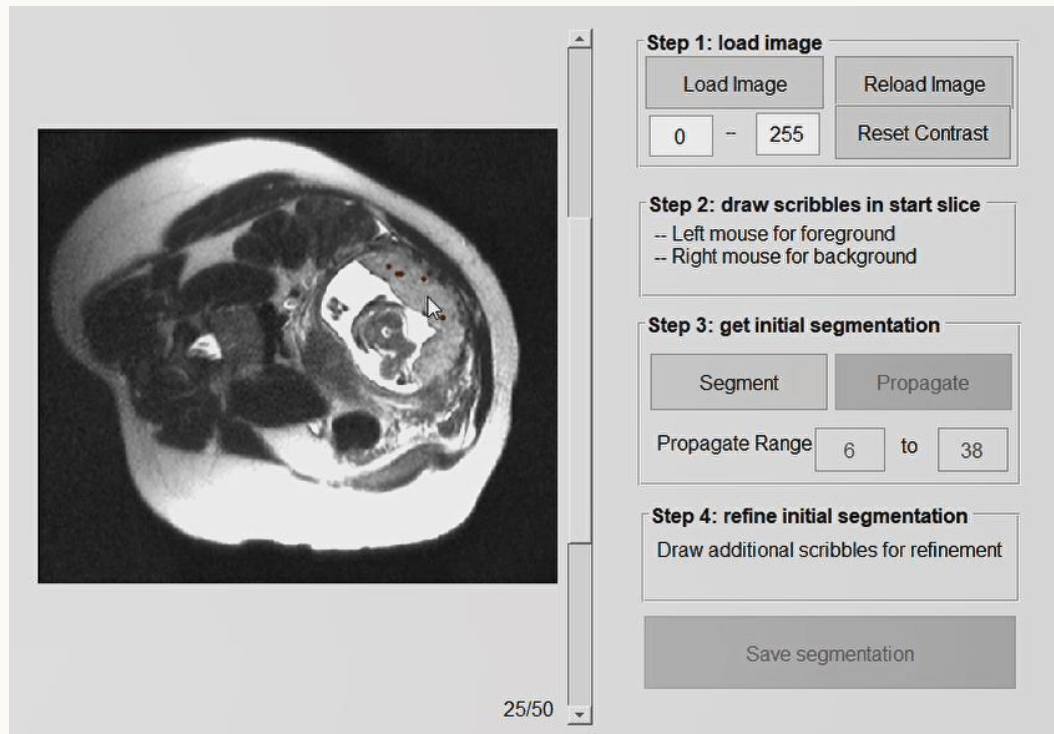 Step 1: load image
Load Image
Reload Image
0 -- 255
Reset Contrast
Step 2: draw scribbles in start slice
-- Left mouse for foreground
-- Right mouse for background
Step 3: get initial segmentation
Segment
Propagate
Propagate Range 6 to 38
Step 4: refine initial segmentation
Draw additional scribbles for refinement
Save segmentation
25/50